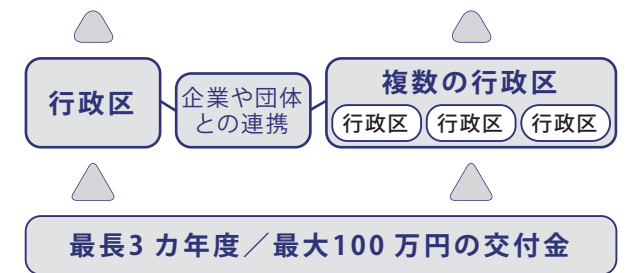 行政区
企業や団体
との連携
複数の行政区
行政区 行政区 行政区
最長3 カ年度／最大100 万円の交付金